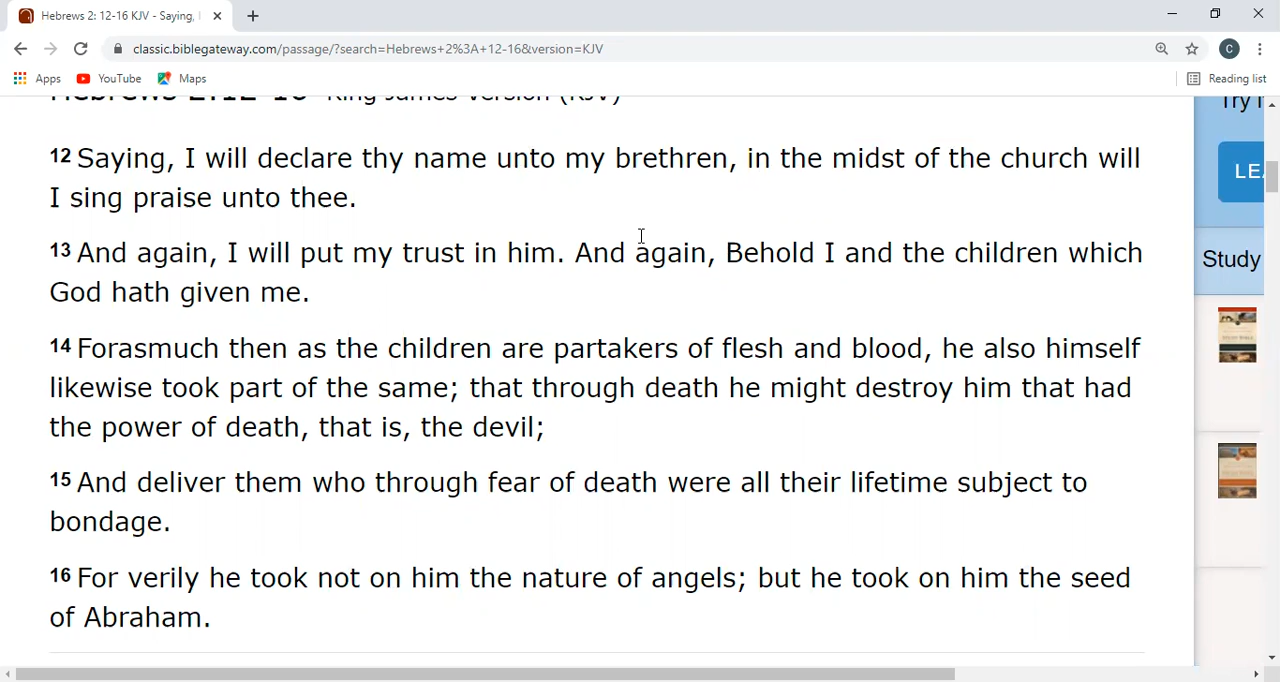 Hebrews 2: 12-16 KJV - Saying, I
classic.biblegateway.com/passage/?search=Hebrews+2%3A+12-16&version=KJV
C
Apps YouTube Maps Reading list
Hebrews 2:12-16 King James Version (KJV)
Try i
12 Saying, I will declare thy name unto my brethren, in the midst of the church will
LEA
I sing praise unto thee.
13 And again, I will put my trust in him. And again, Behold I and the children which
Study
God hath given me.
14 Forasmuch then as the children are partakers of flesh and blood, he also himself
likewise took part of the same; that through death he might destroy him that had
the power of death, that is, the devil;
15 And deliver them who through fear of death were all their lifetime subject to
bondage.
16 For verily he took not on him the nature of angels; but he took on him the seed
of Abraham.